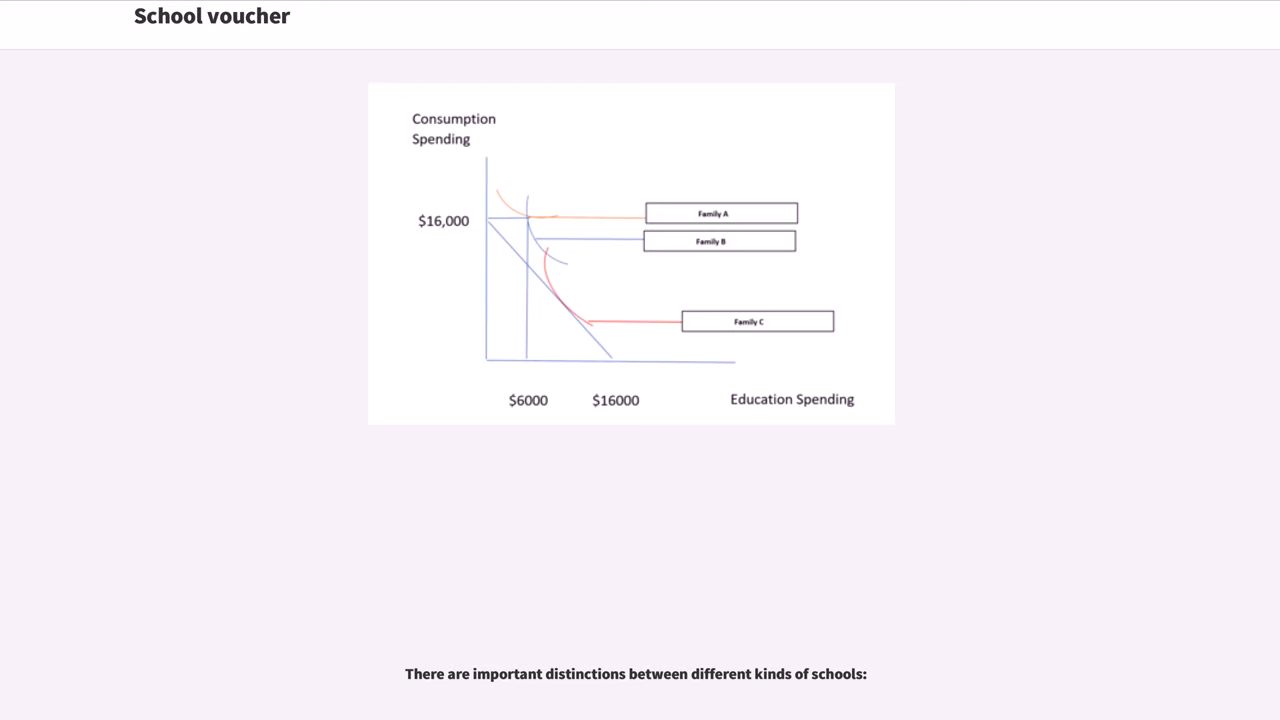 School voucher
Consumption
Spending
$16,000
Family A
Family B
Family C
$6000
$16000
Education Spending
There are important distinctions between different kinds of schools: